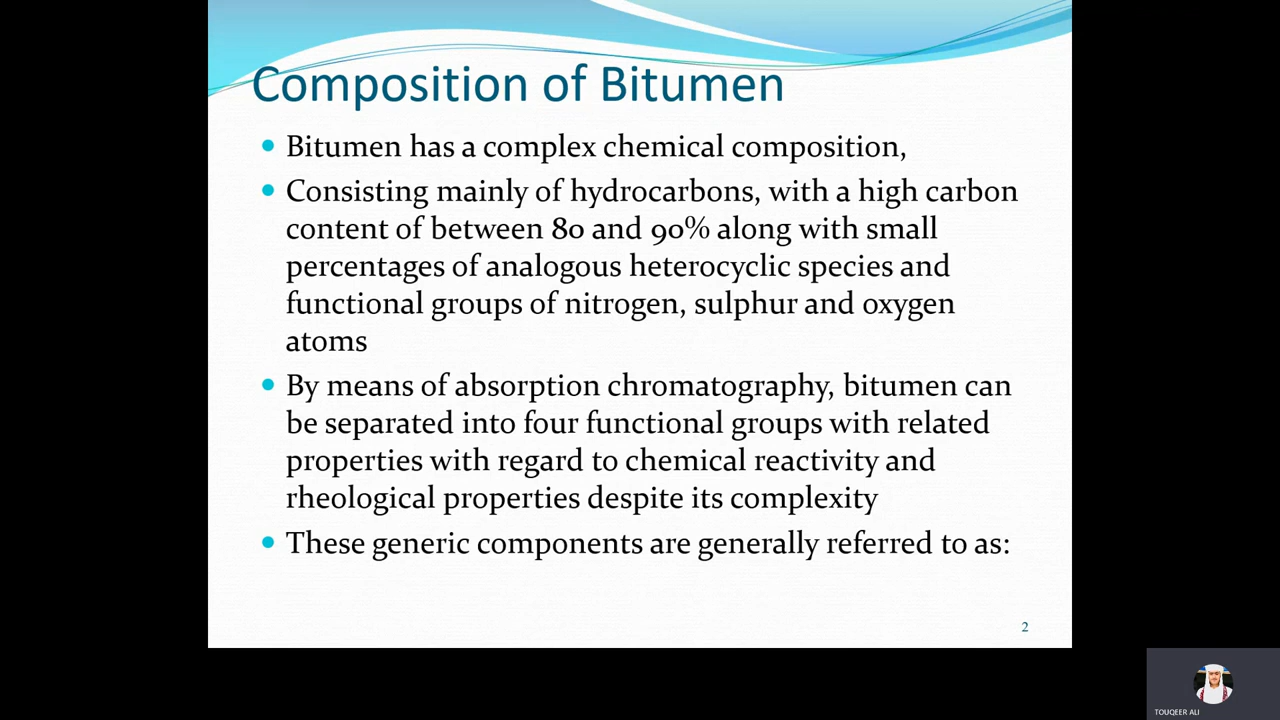 Composition of Bitumen
Bitumen has a complex chemical composition,
Consisting mainly of hydrocarbons, with a high carbon
content of between 80 and 90% along with small
percentages of analogous heterocyclic species and
functional groups of nitrogen, sulphur and oxygen
atoms
By means of absorption chromatography, bitumen can
be separated into four functional groups with related
properties with regard to chemical reactivity and
rheological properties despite its complexity
These generic components are generally referred to as:
2
TOUQEER ALI